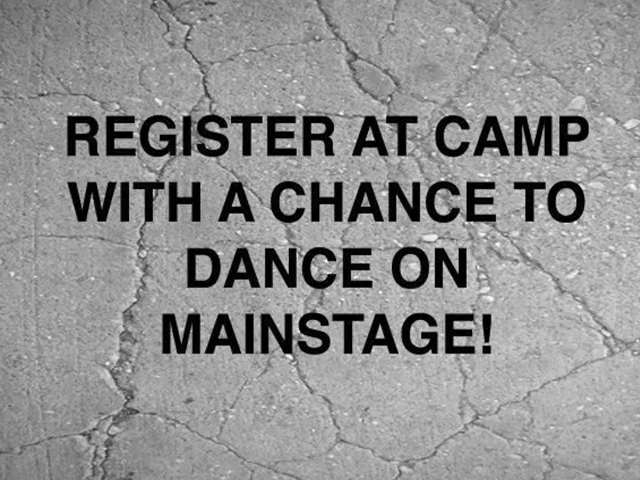 REGISTER AT CAMP
WITH A CHANCE TO
DANCE ON
MAINSTAGE!